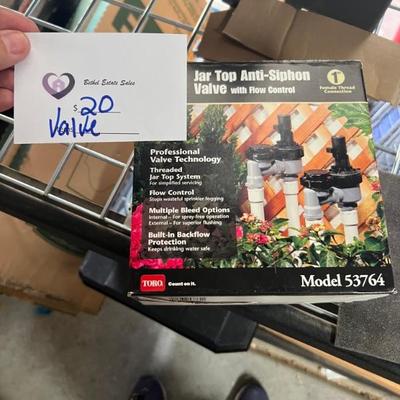 Bethel Estate Sales
$ 20
Valve
Jar Top Anti-Siphon
Valve with Flow Control
1"
Female Thread
Connection
Professional
Valve Technology
Threaded
Jar Top System
For simplified servicing
Flow Control
Stops wasteful sprinkler fogging
Multiple Bleed Options
Internal – For spray-free operation
External – For superior flushing
Built-In Backflow
Protection
Keeps drinking water safe
TORO
Count on it.
Model 53764